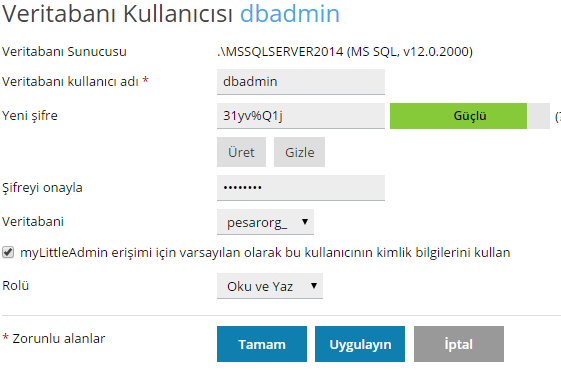 Veritabanı Kullanıcısı dbadmin
Veritabanı Sunucusu .\MSSQLSERVER2014 (MS SQL, v12.0.2000)
Veritabanı kullanıcı adı * dbadmin
Yeni şifre 31yv%Q1j Güçlü (?
Üret Gizle
Şifreyi onayla ••••••••
Veritabani pesarorg_
myLittleAdmin erişimi için varsayılan olarak bu kullanıcının kimlik bilgilerini kullan
Rolü Oku ve Yaz
* Zorunlu alanlar Tamam Uygulayın İptal